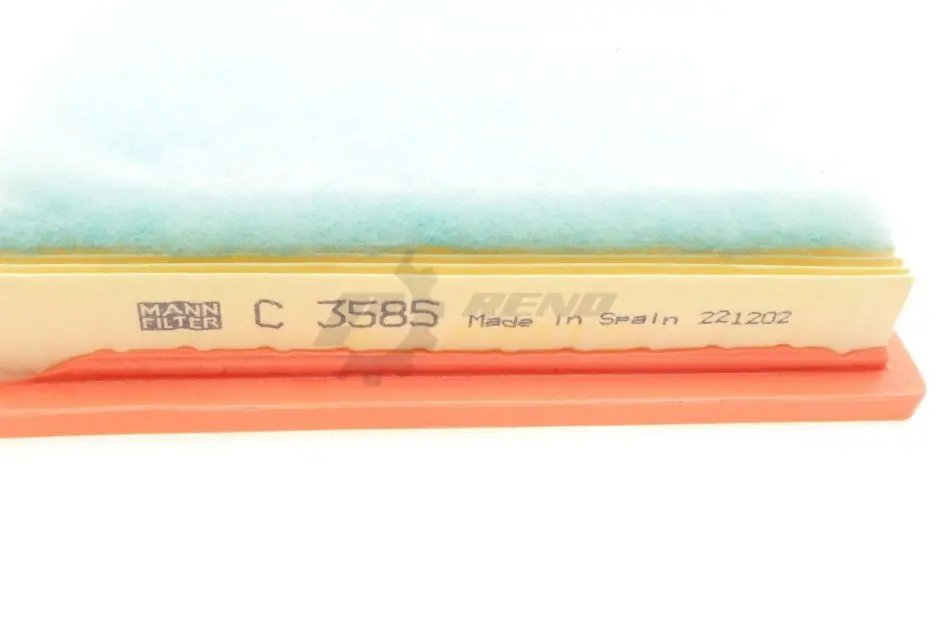 MANN
FILTER
C 3585 Made in Spain 221202
RENO